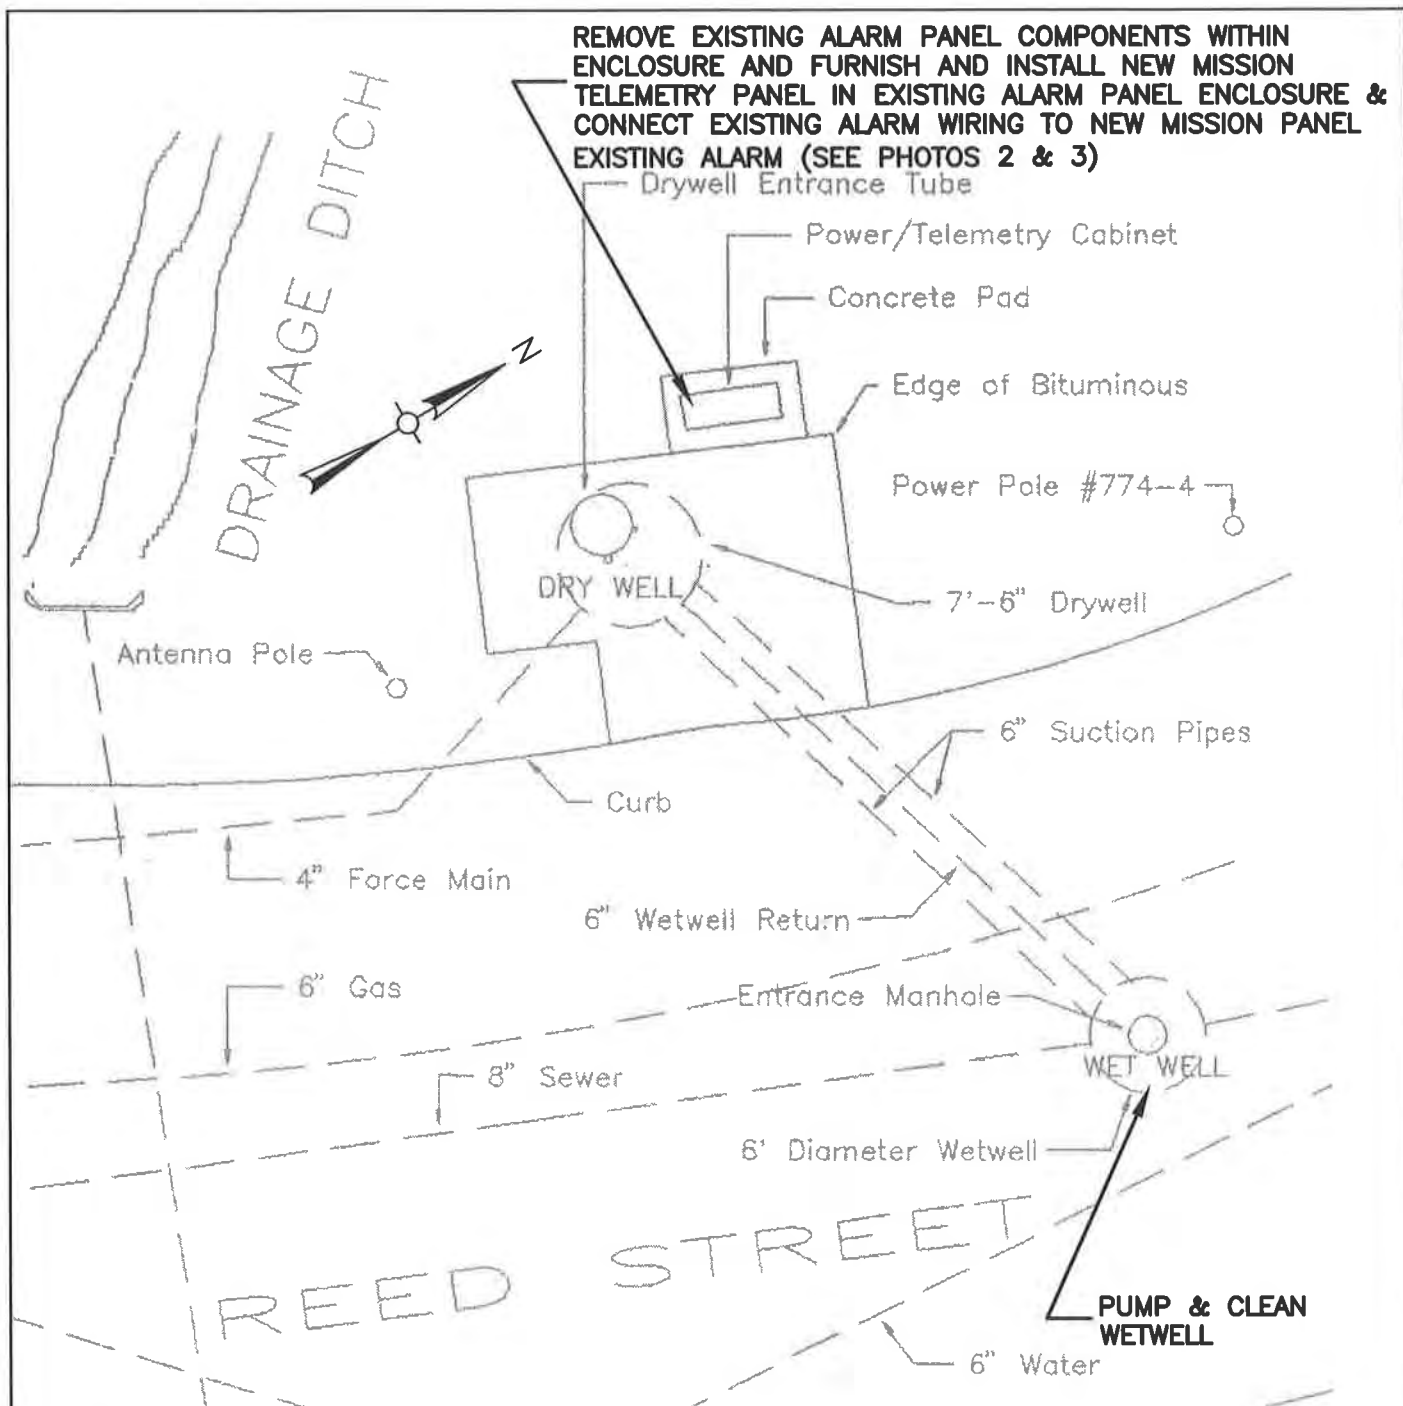 REMOVE EXISTING ALARM PANEL COMPONENTS WITHIN
ENCLOSURE AND FURNISH AND INSTALL NEW MISSION
TELEMETRY PANEL IN EXISTING ALARM PANEL ENCLOSURE &
CONNECT EXISTING ALARM WIRING TO NEW MISSION PANEL
EXISTING ALARM (SEE PHOTOS 2 & 3)
Drywell Entrance Tube
Power/Telemetry Cabinet
Concrete Pad
DRAINAGE DITCH
N
Edge of Bituminous
Power Pole #774-4
DRY WELL
7'-6" Drywell
Antenna Pole
6" Suction Pipes
Curb
4" Force Main
6" Wetwell Return
6" Gas
Entrance Manhole
8" Sewer
WET WELL
6' Diameter Wetwell
REED STREET
PUMP & CLEAN
WETWELL
6" Water